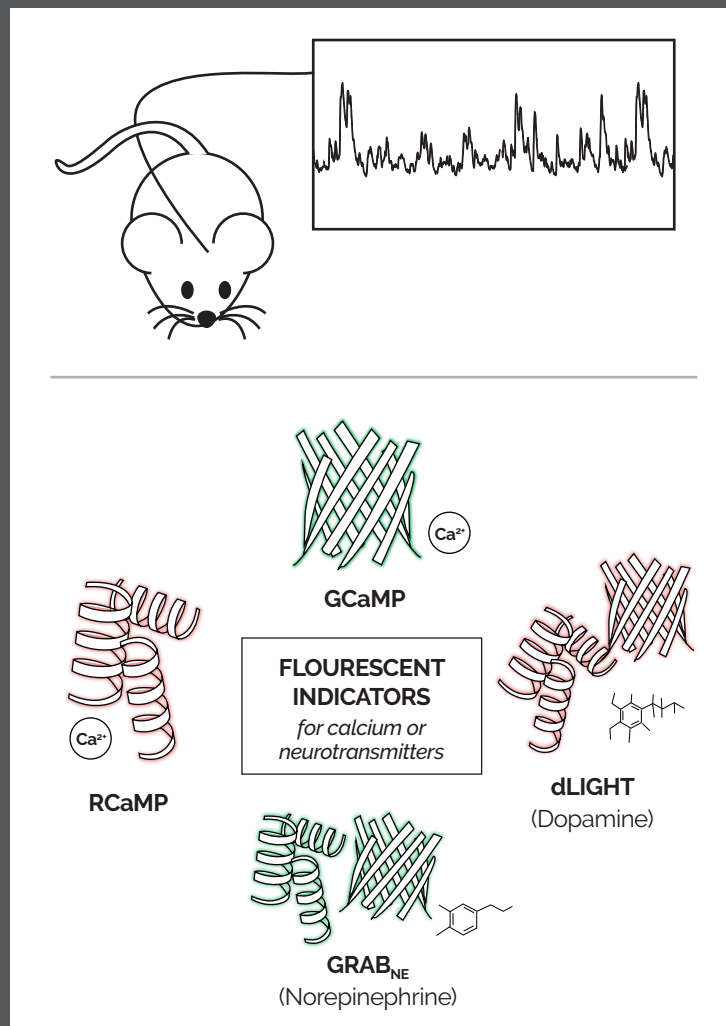 Ca²⁺
GCaMP
FLOURESCENT
INDICATORS
for calcium or
neurotransmitters
Ca²⁺
RCaMP
dLIGHT
(Dopamine)
GRAB_NE
(Norepinephrine)